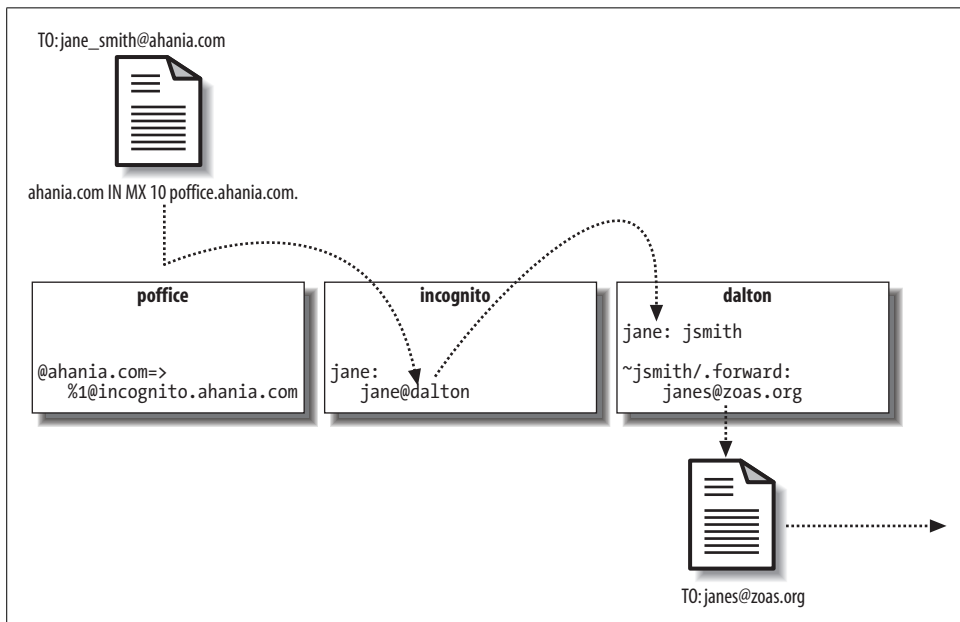 TO: jane_smith@ahania.com
ahania.com IN MX 10 poffice.ahania.com.
poffice
@ahania.com=>
%1@incognito.ahania.com
incognito
jane:
jane@dalton
dalton
jane: jsmith
~jsmith/.forward:
janes@zoas.org
TO: janes@zoas.org